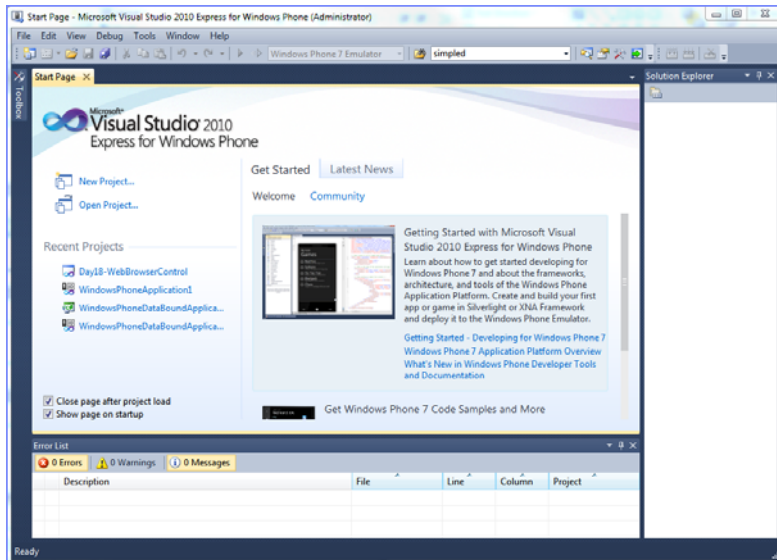 Start Page - Microsoft Visual Studio 2010 Express for Windows Phone (Administrator)
File Edit View Debug Tools Window Help
Windows Phone 7 Emulator simpled
Toolbox
Start Page
Solution Explorer
Microsoft®
Visual Studio® 2010
Express for Windows Phone
New Project...
Open Project...
Recent Projects
Day18-WebBrowserControl
WindowsPhoneApplication1
WindowsPhoneDataBoundApplica...
WindowsPhoneDataBoundApplica...
Close page after project load
Show page on startup
Get Started Latest News
Welcome Community
Getting Started with Microsoft Visual
Studio 2010 Express for Windows Phone
Learn about how to get started developing for
Windows Phone 7 and about the frameworks,
architecture, and tools of the Windows Phone
Application Platform. Create and build your first
app or game in Silverlight or XNA Framework
and deploy it to the Windows Phone Emulator.
Getting Started - Developing for Windows Phone 7
Windows Phone 7 Application Platform Overview
What's New in Windows Phone Developer Tools
and Documentation
Get Windows Phone 7 Code Samples and More
Error List
0 Errors 0 Warnings 0 Messages
Description File Line Column Project
Ready